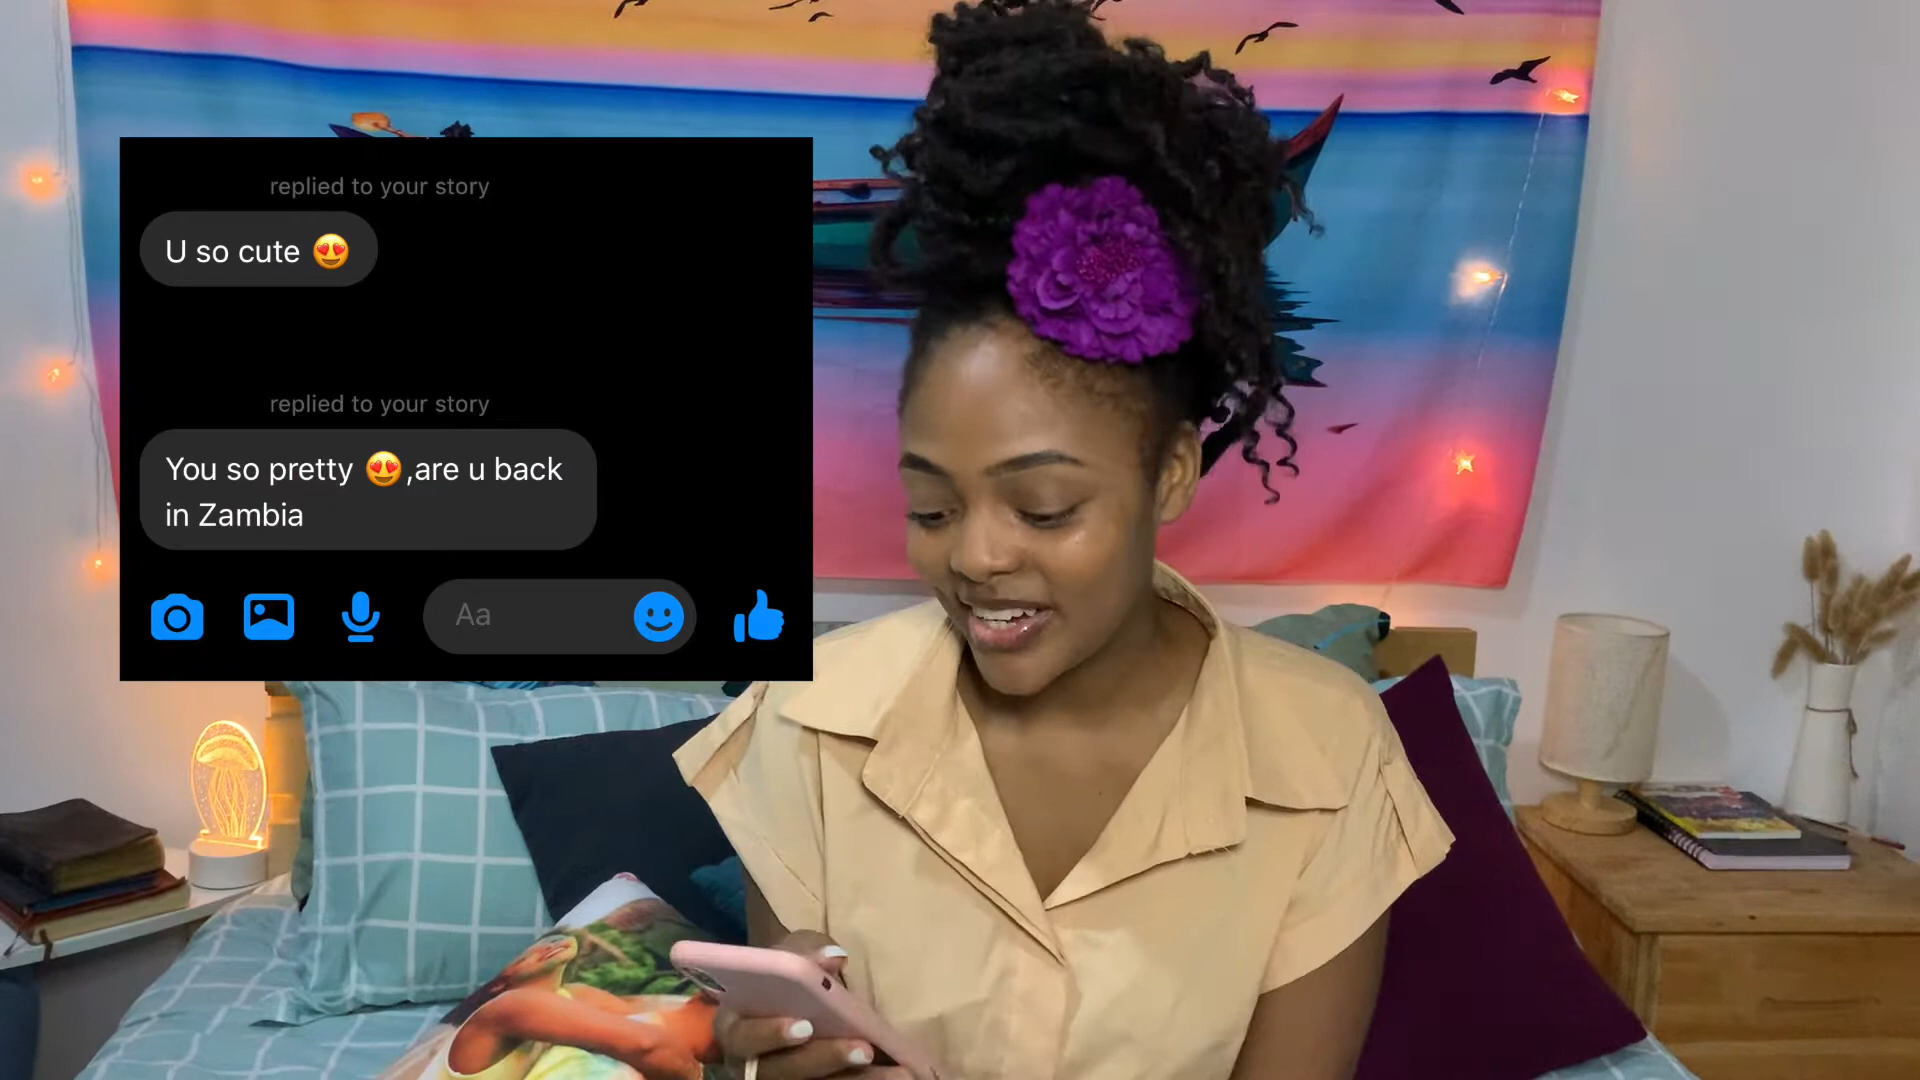 replied to your story
U so cute 😍
replied to your story
You so pretty 😍,are u back
in Zambia
Aa